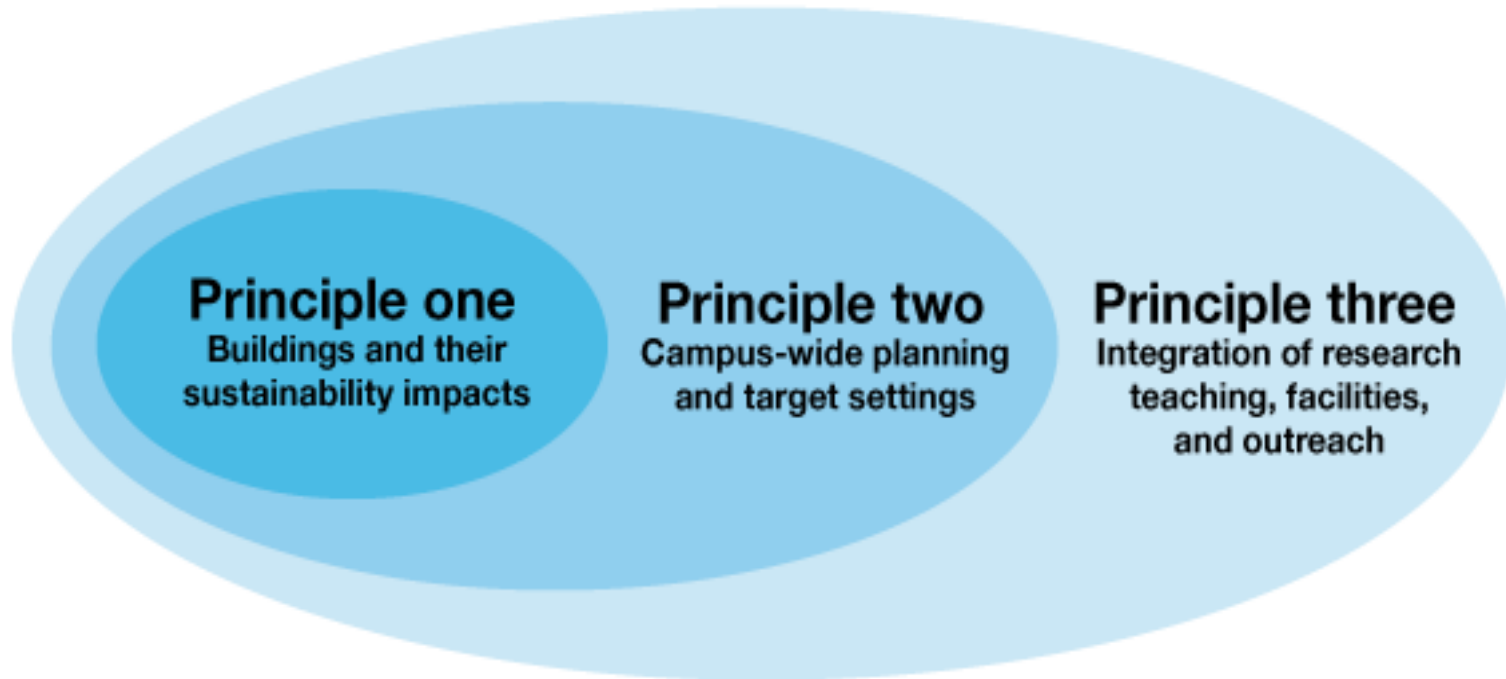 Principle one
Buildings and their
sustainability impacts
Principle two
Campus-wide planning
and target settings
Principle three
Integration of research
teaching, facilities,
and outreach